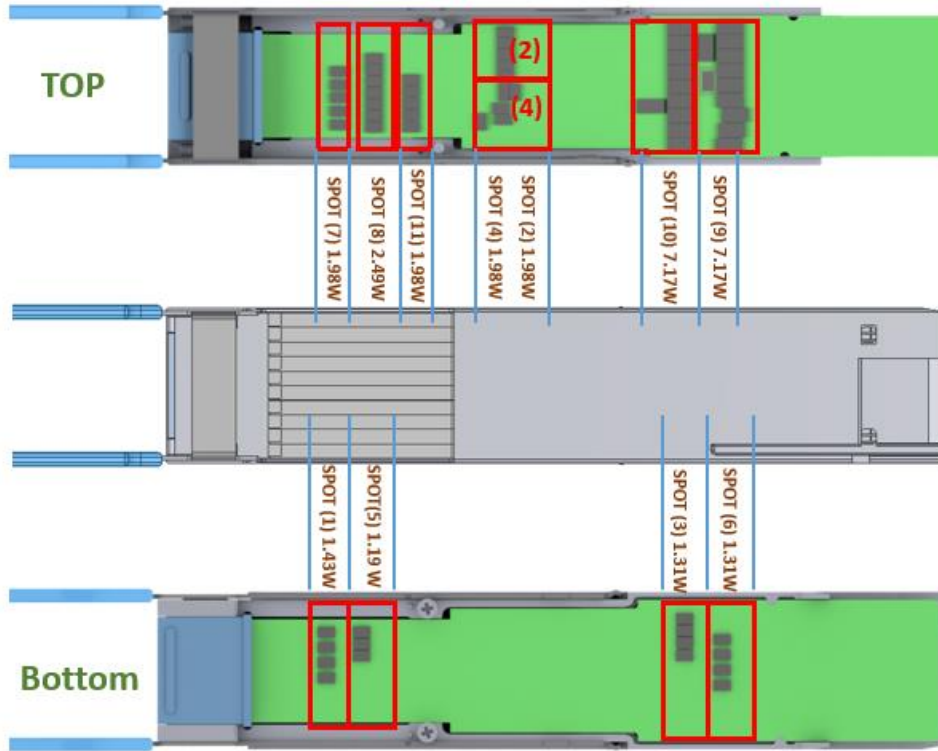 TOP
(2)
(4)
SPOT (7) 1.98W
SPOT (8) 2.49W
SPOT (11) 1.98W
SPOT (4) 1.98W
SPOT (2) 1.98W
SPOT (10) 7.17W
SPOT (9) 7.17W
SPOT (1) 1.43W
SPOT(5) 1.19 W
SPOT (3) 1.31W
SPOT (6) 1.31W
Bottom